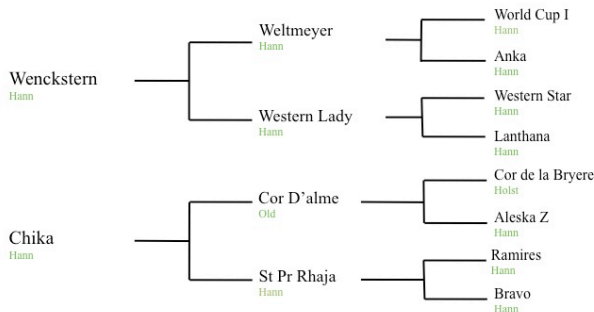 Wenckstern
Hann
Weltmeyer
Hann
World Cup I
Hann
Anka
Hann
Western Lady
Hann
Western Star
Hann
Lanthana
Hann
Chika
Hann
Cor D’alme
Old
Cor de la Bryere
Holst
Aleska Z
Hann
St Pr Rhaja
Hann
Ramires
Hann
Bravo
Hann